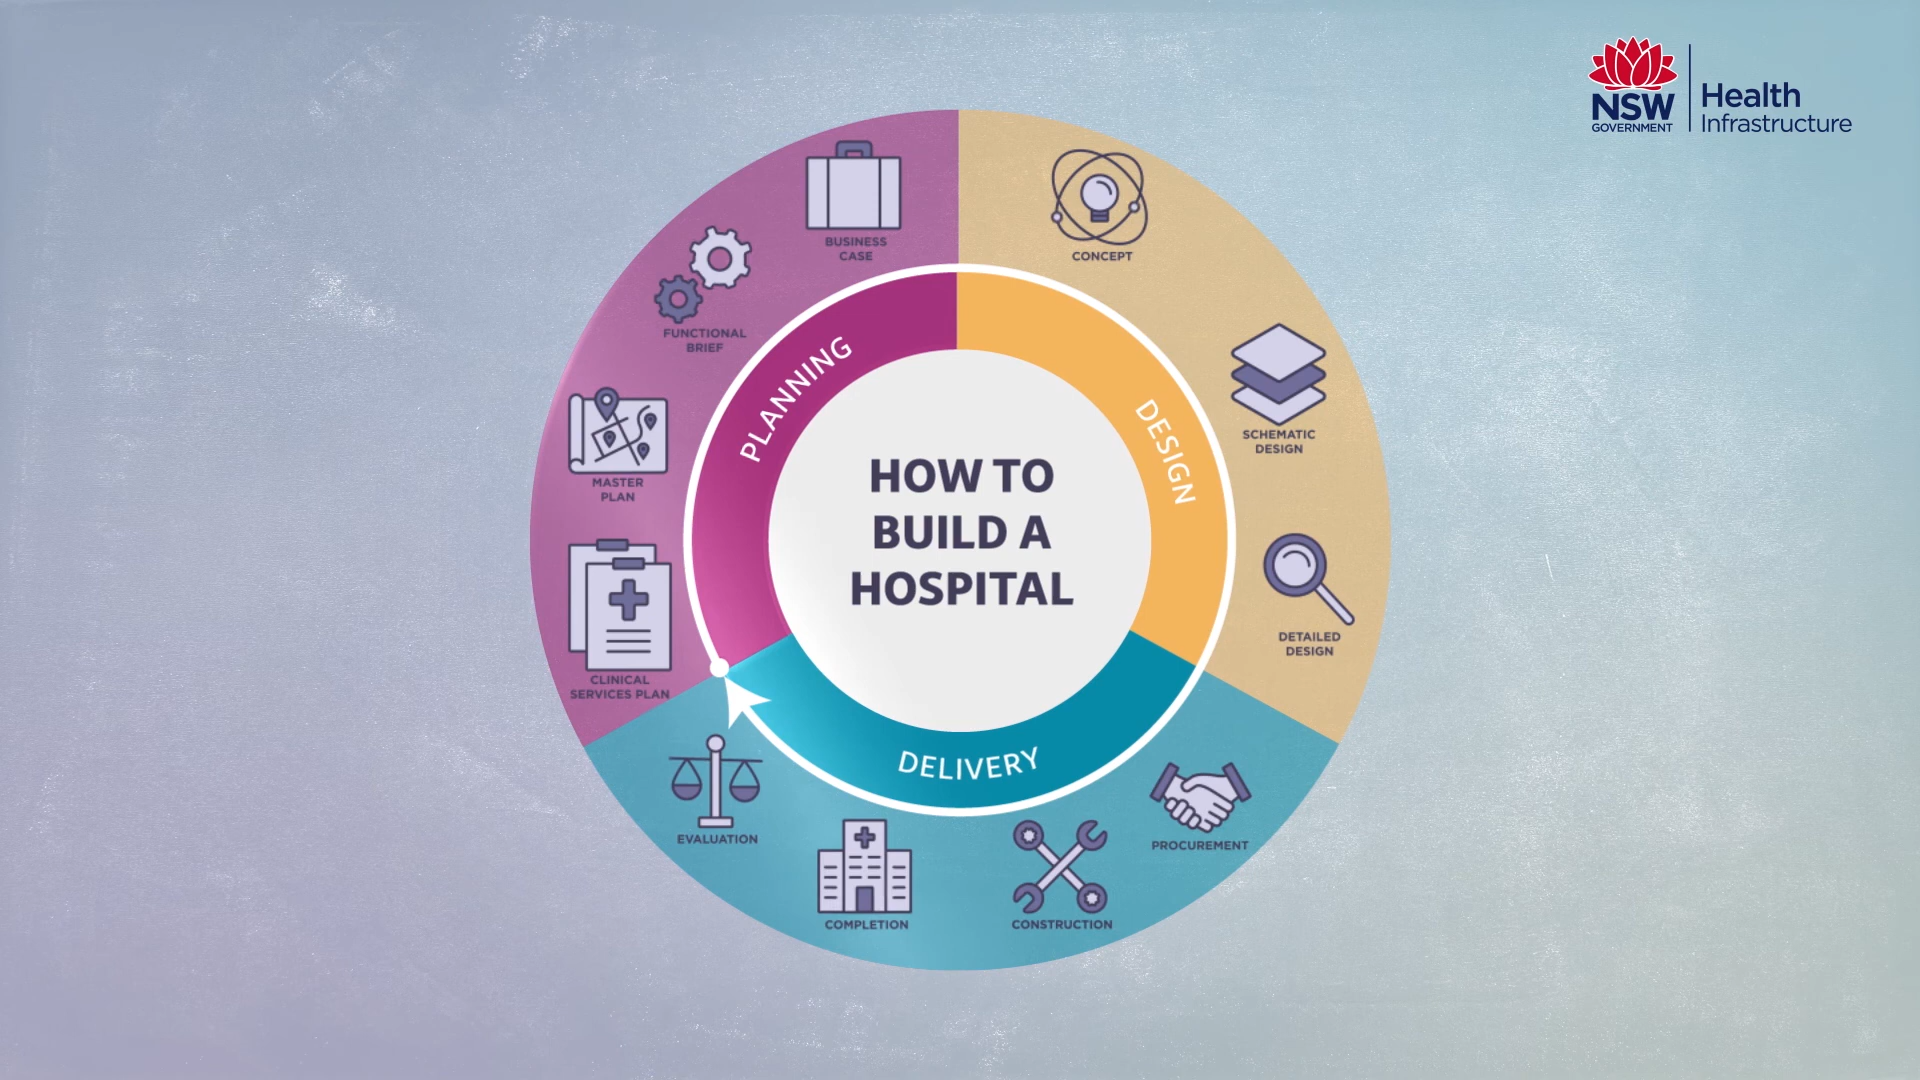 NSW
GOVERNMENT
Health
Infrastructure
HOW TO
BUILD A
HOSPITAL
PLANNING
CLINICAL
SERVICES PLAN
MASTER
PLAN
FUNCTIONAL
BRIEF
BUSINESS
CASE
DESIGN
CONCEPT
SCHEMATIC
DESIGN
DETAILED
DESIGN
DELIVERY
PROCUREMENT
CONSTRUCTION
COMPLETION
EVALUATION